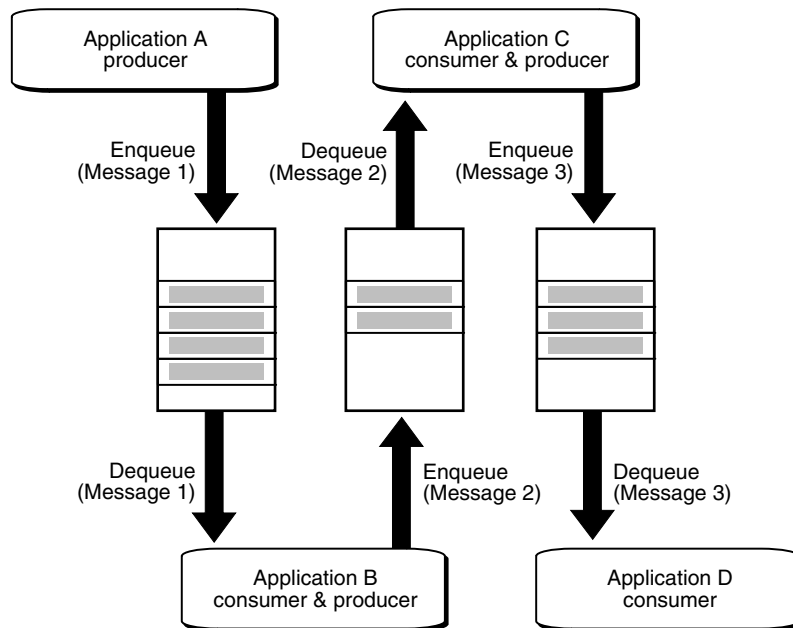 Application A
producer
Application C
consumer & producer
Enqueue
(Message 1)
Dequeue
(Message 2)
Enqueue
(Message 3)
Dequeue
(Message 1)
Enqueue
(Message 2)
Dequeue
(Message 3)
Application B
consumer & producer
Application D
consumer